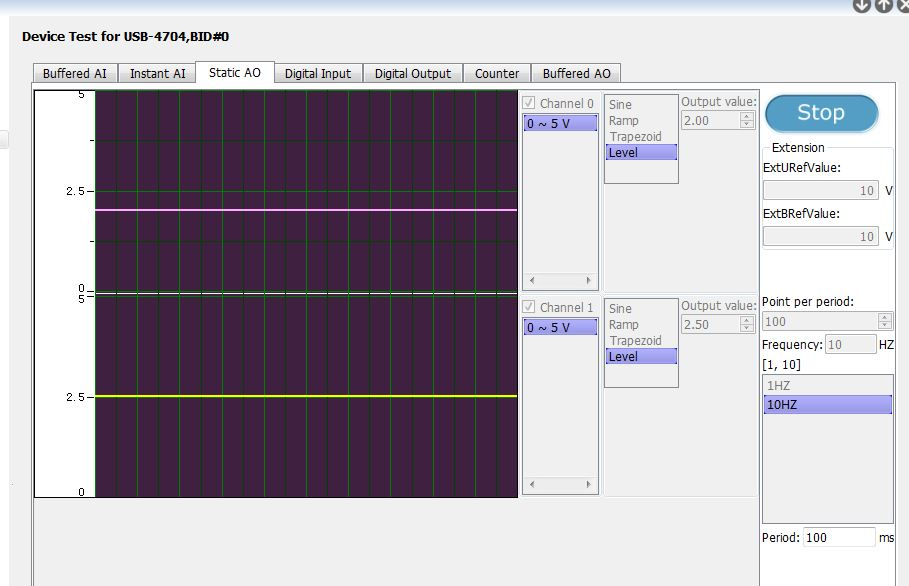 Device Test for USB-4704,BID#0
Buffered AI Instant AI Static AO Digital Input Digital Output Counter Buffered AO
5
2.5
0
Channel 0
0 ~ 5 V
Sine
Ramp
Trapezoid
Level
Output value:
2.00
5
2.5
0
Channel 1
0 ~ 5 V
Sine
Ramp
Trapezoid
Level
Output value:
2.50
Stop
Extension
ExtURefValue:
10 V
ExtBRefValue:
10 V
Point per period:
100
Frequency: 10 HZ
[1, 10]
1HZ
10HZ
Period: 100 ms